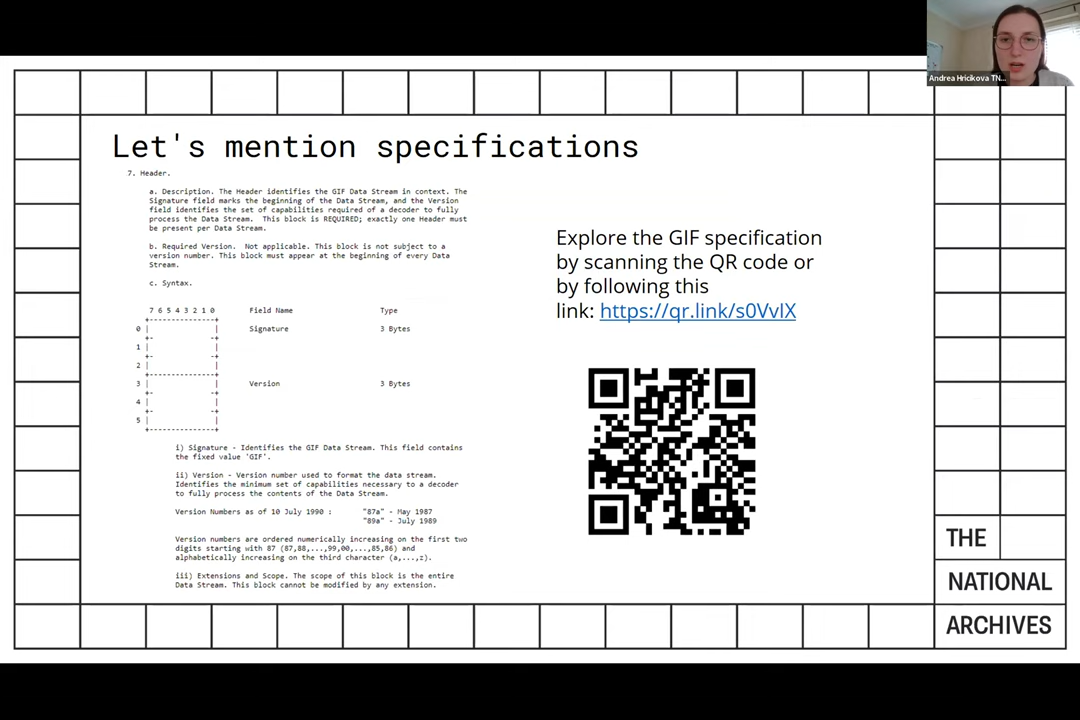 Andrea Hricikova TN...
Let's mention specifications
7. Header.
a. Description. The Header identifies the GIF Data Stream in context. The
Signature field marks the beginning of the Data Stream, and the Version
field identifies the set of capabilities required of a decoder to fully
process the Data Stream.  This block is REQUIRED; exactly one Header must
be present per Data Stream.
b. Required Version.  Not applicable. This block is not subject to a
version number. This block must appear at the beginning of every Data
Stream.
c. Syntax.
7 6 5 4 3 2 1 0        Field Name                    Type
+---------------+
0 |               |       Signature                     3 Bytes
+-             -+
1 |               |
+-             -+
2 |               |
+---------------+
3 |               |       Version                       3 Bytes
+-             -+
4 |               |
+-             -+
5 |               |
+---------------+
i) Signature - Identifies the GIF Data Stream. This field contains
the fixed value 'GIF'.
ii) Version - Version number used to format the data stream.
Identifies the minimum set of capabilities necessary to a decoder
to fully process the contents of the Data Stream.
Version Numbers as of 10 July 1990 :       "87a" - May 1987
"89a" - July 1989
Version numbers are ordered numerically increasing on the first two
digits starting with 87 (87,88,...,99,00,...,85,86) and
alphabetically increasing on the third character (a,...,z).
iii) Extensions and Scope. The scope of this block is the entire
Data Stream. This block cannot be modified by any extension.
Explore the GIF specification
by scanning the QR code or
by following this
link: https://qr.link/s0VvIX
THE
NATIONAL
ARCHIVES